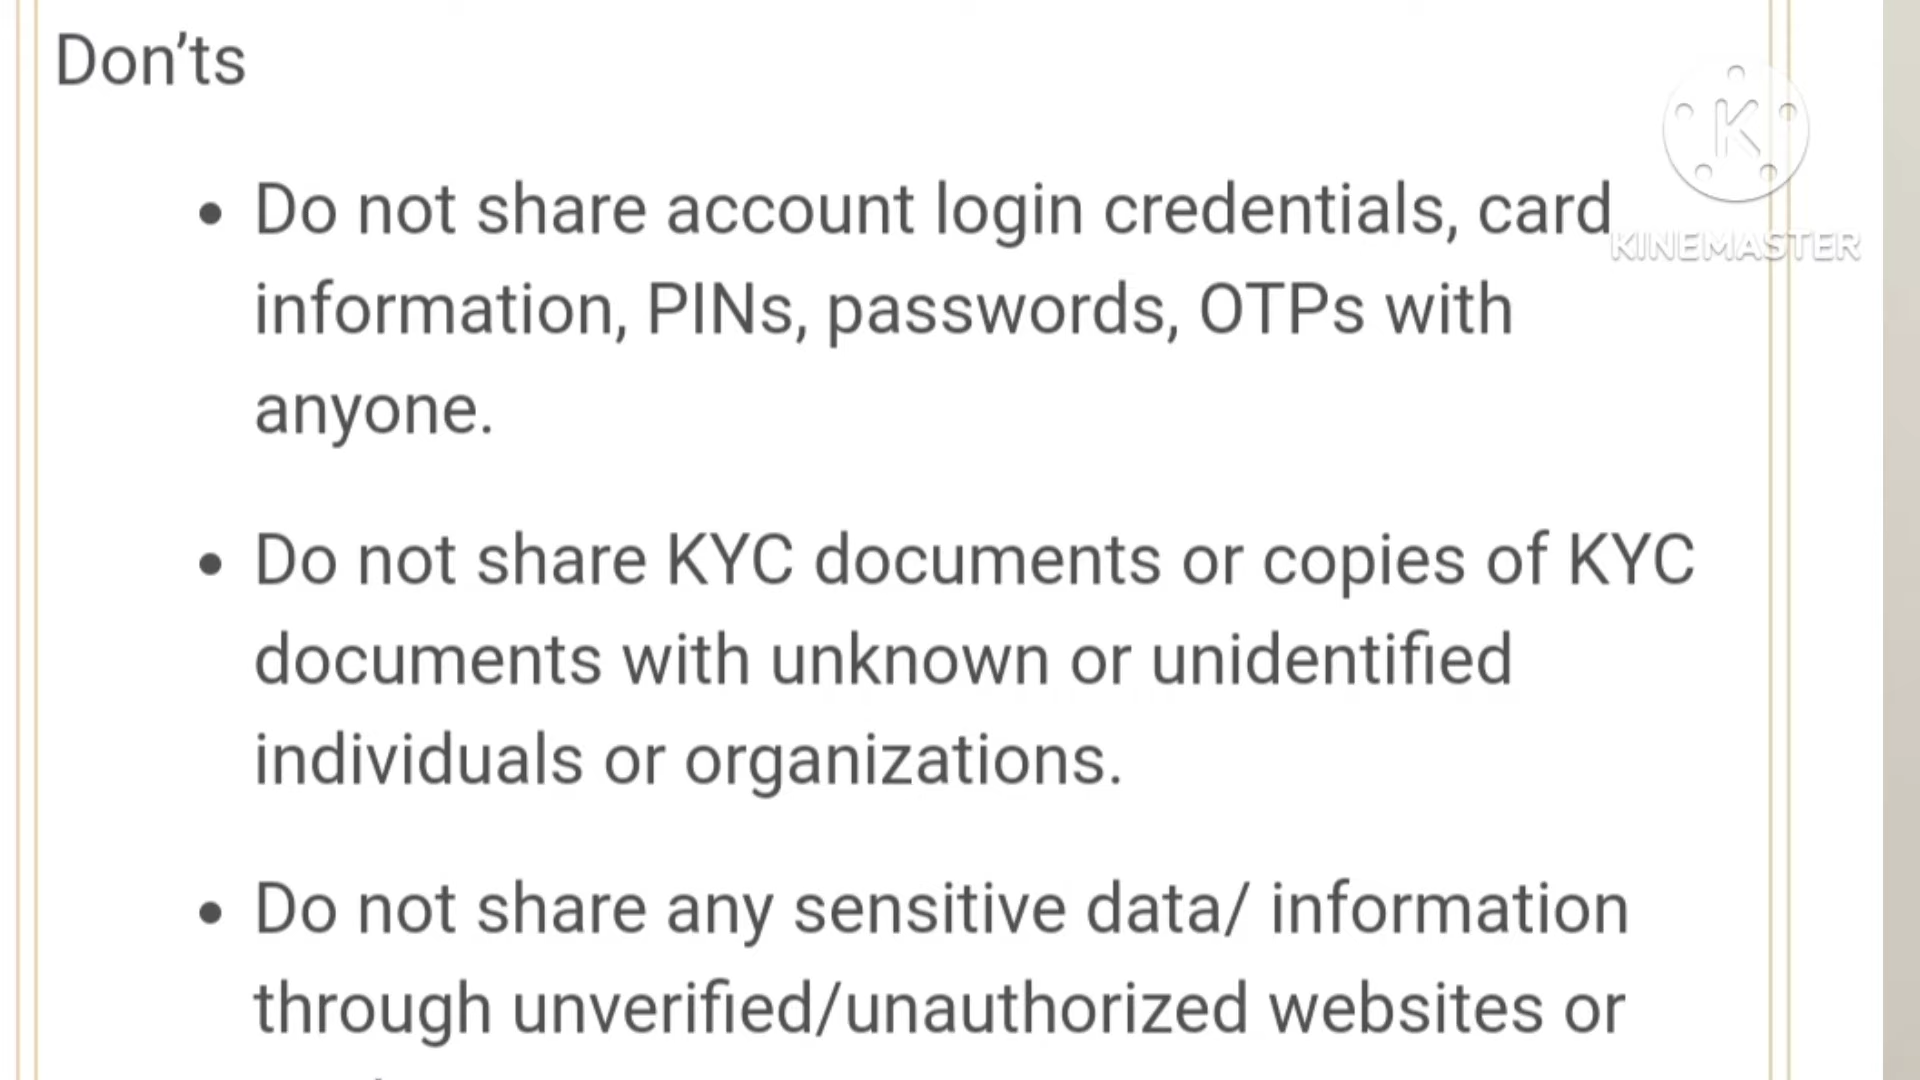 Don’ts
K
KINEMASTER
• Do not share account login credentials, card
information, PINs, passwords, OTPs with
anyone.
• Do not share KYC documents or copies of KYC
documents with unknown or unidentified
individuals or organizations.
• Do not share any sensitive data/ information
through unverified/unauthorized websites or